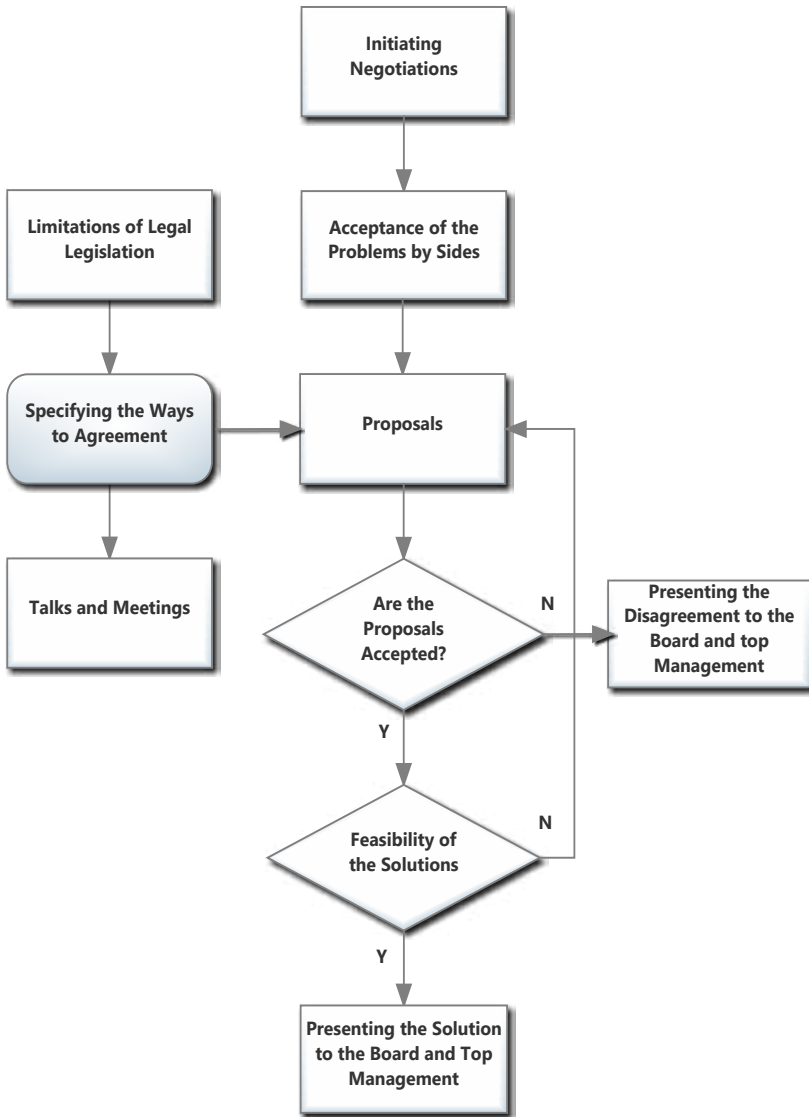 Initiating
Negotiations
Limitations of Legal
Legislation
Acceptance of the
Problems by Sides
Specifying the Ways
to Agreement
Proposals
Talks and Meetings
Are the
Proposals
Accepted?
N
Presenting the
Disagreement to the
Board and top
Management
Y
Feasibility of
the Solutions
N
Y
Presenting the Solution
to the Board and Top
Management